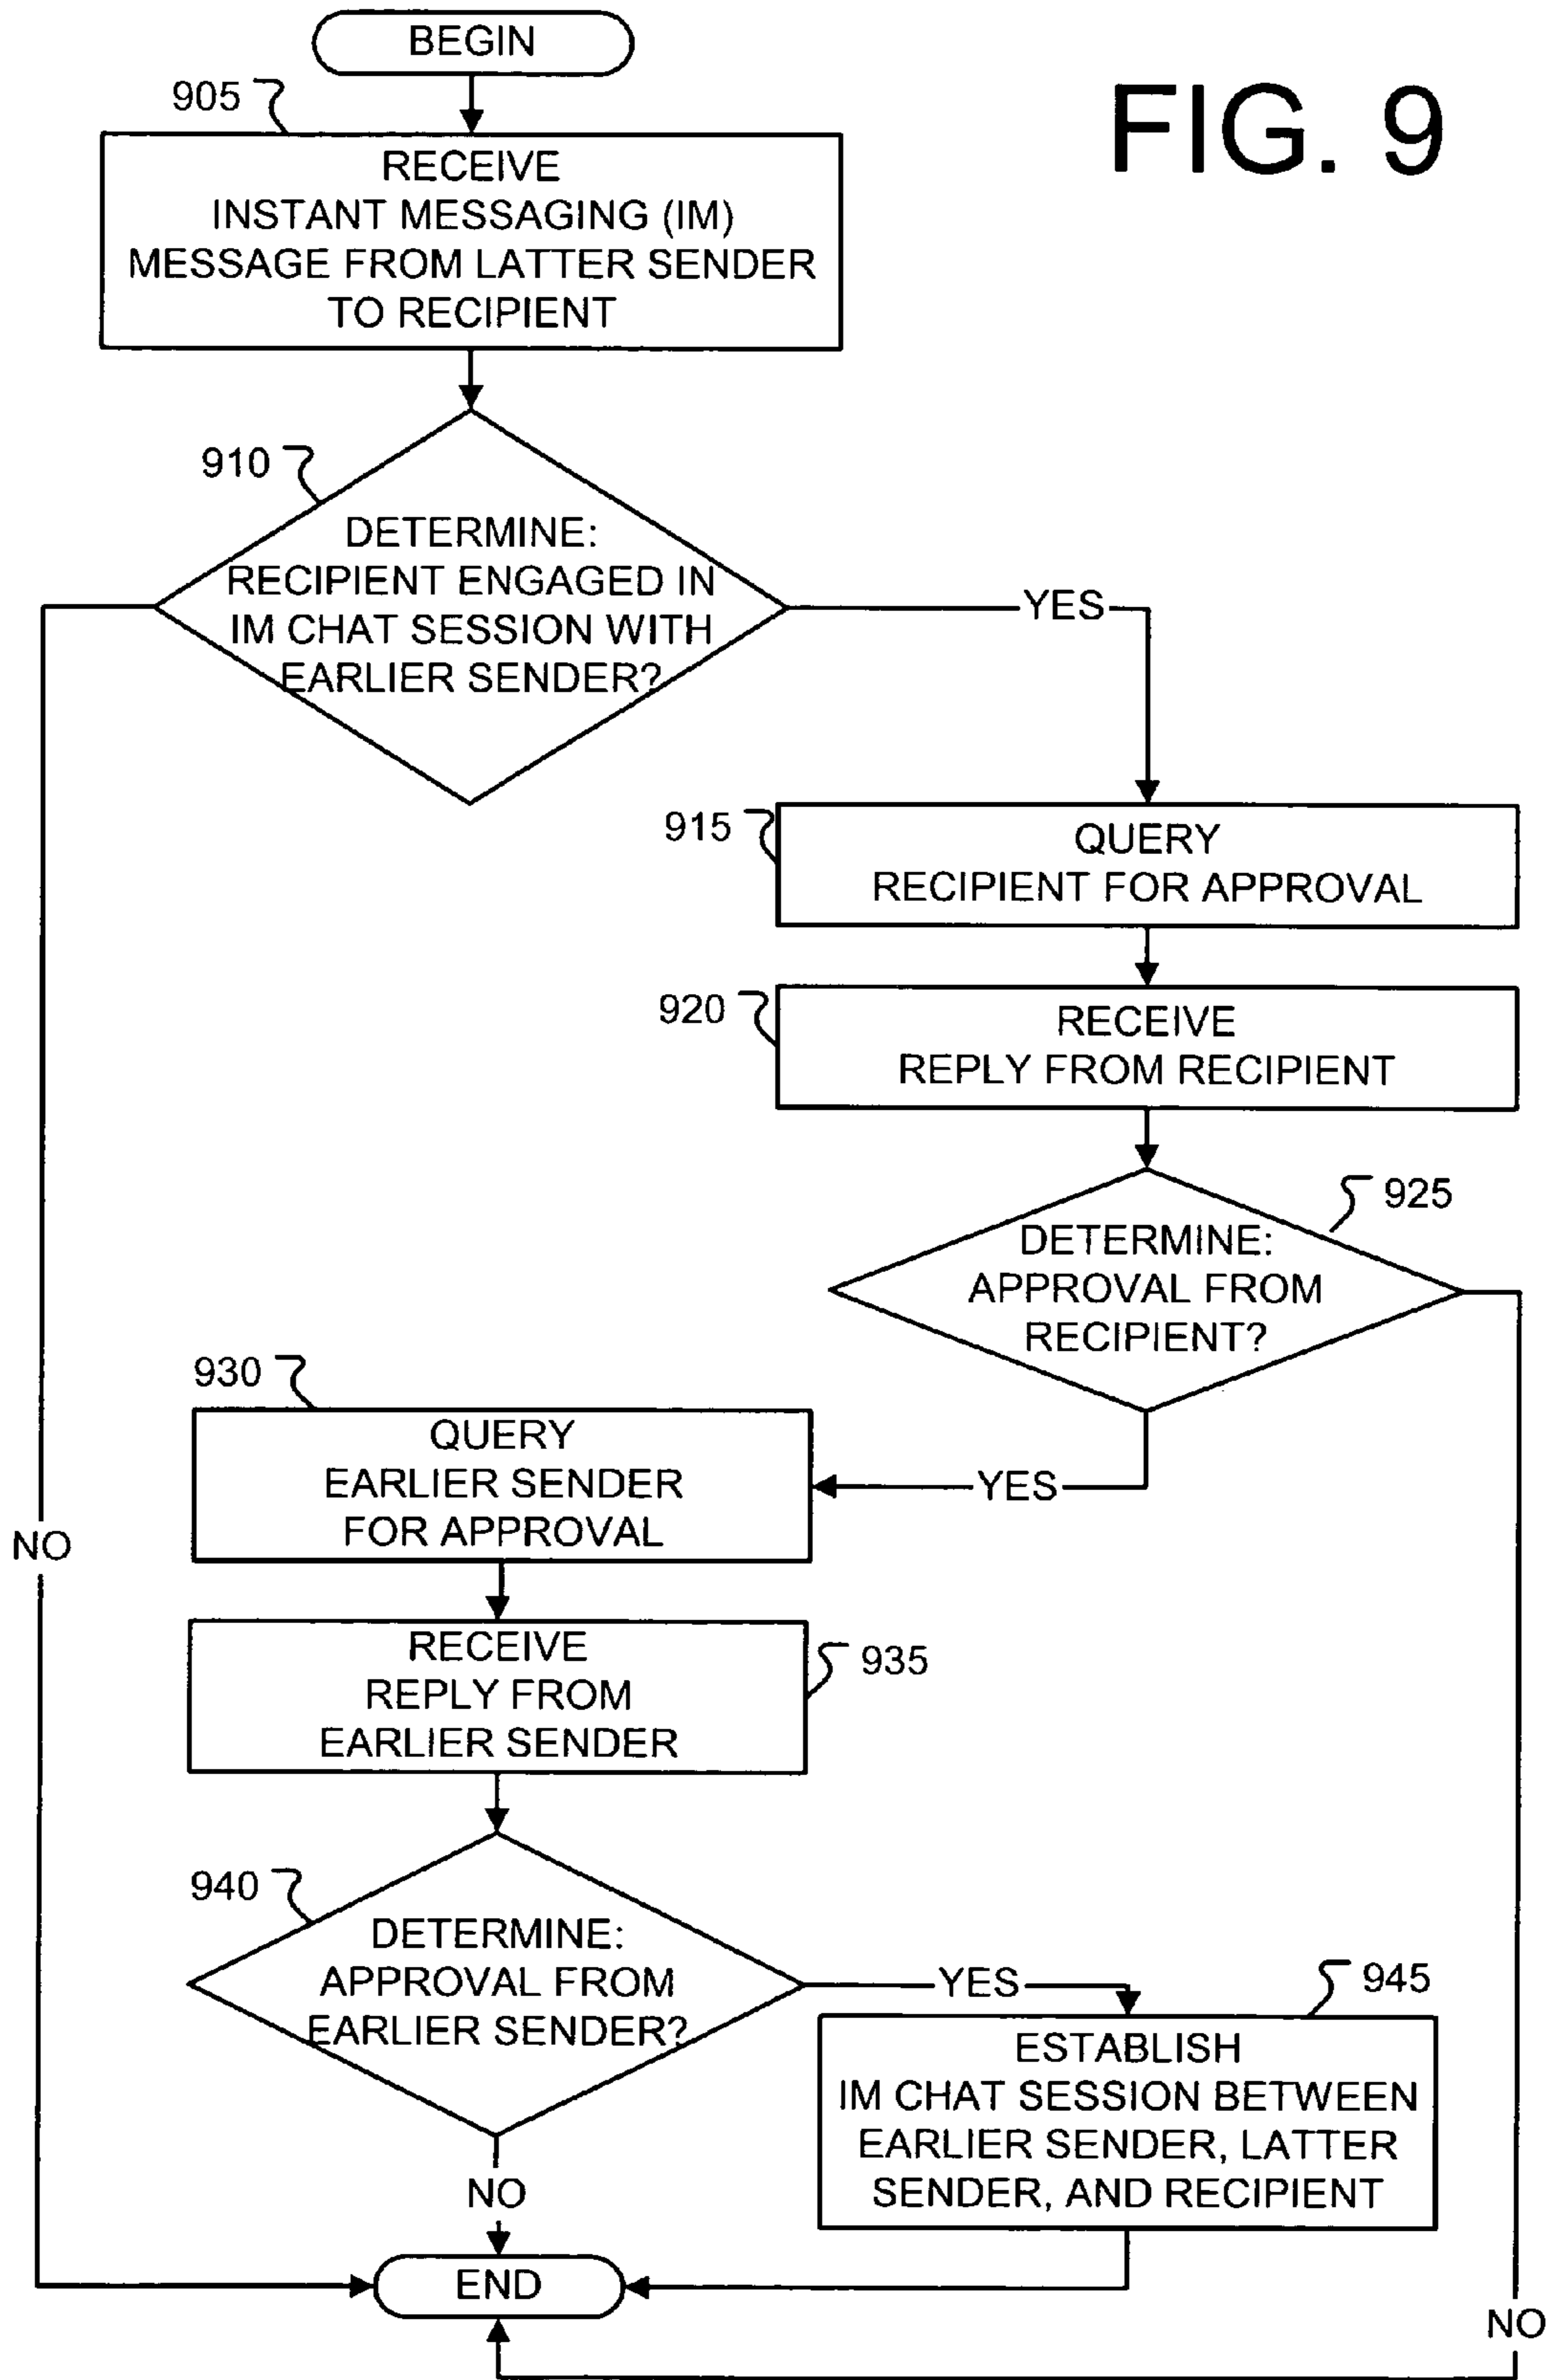 BEGIN
FIG. 9
905
RECEIVE
INSTANT MESSAGING (IM)
MESSAGE FROM LATTER SENDER
TO RECIPIENT
910
DETERMINE:
RECIPIENT ENGAGED IN
IM CHAT SESSION WITH
EARLIER SENDER?
YES
915
QUERY
RECIPIENT FOR APPROVAL
920
RECEIVE
REPLY FROM RECIPIENT
925
DETERMINE:
APPROVAL FROM
RECIPIENT?
YES
930
QUERY
EARLIER SENDER
FOR APPROVAL
NO
935
RECEIVE
REPLY FROM
EARLIER SENDER
940
DETERMINE:
APPROVAL FROM
EARLIER SENDER?
YES
945
ESTABLISH
IM CHAT SESSION BETWEEN
EARLIER SENDER, LATTER
SENDER, AND RECIPIENT
NO
END
NO